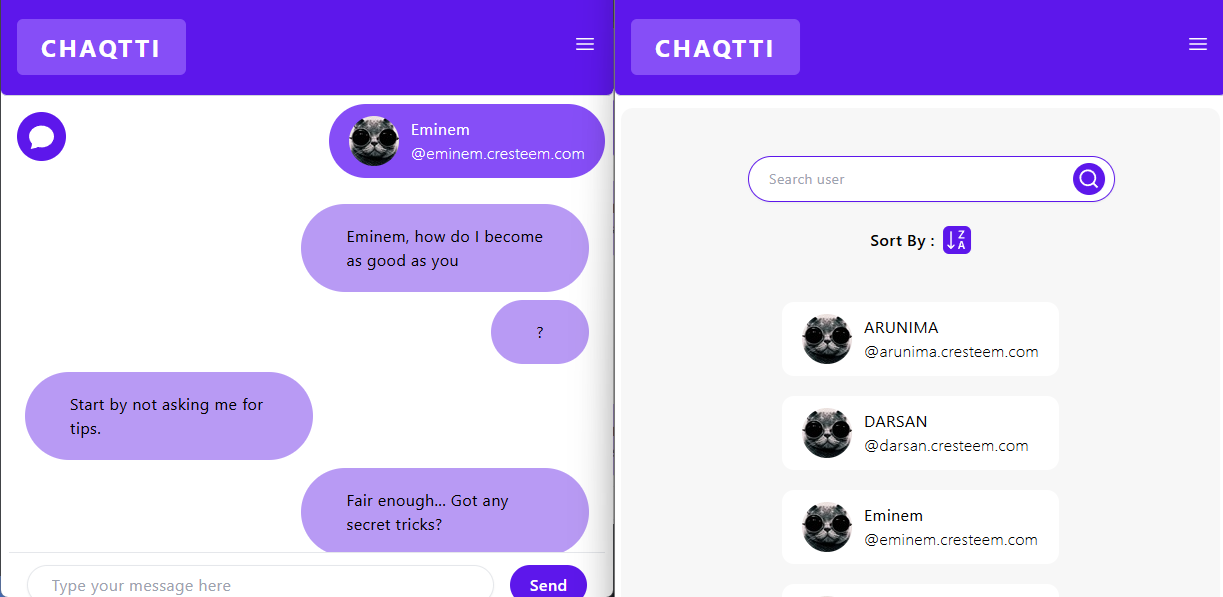 CHAQTTI
Eminem
@eminem.cresteem.com
Eminem, how do I become
as good as you
?
Start by not asking me for
tips.
Fair enough... Got any
secret tricks?
Type your message here
Send
CHAQTTI
Search user
Sort By :
Z
A
ARUNIMA
@arunima.cresteem.com
DARSAN
@darsan.cresteem.com
Eminem
@eminem.cresteem.com